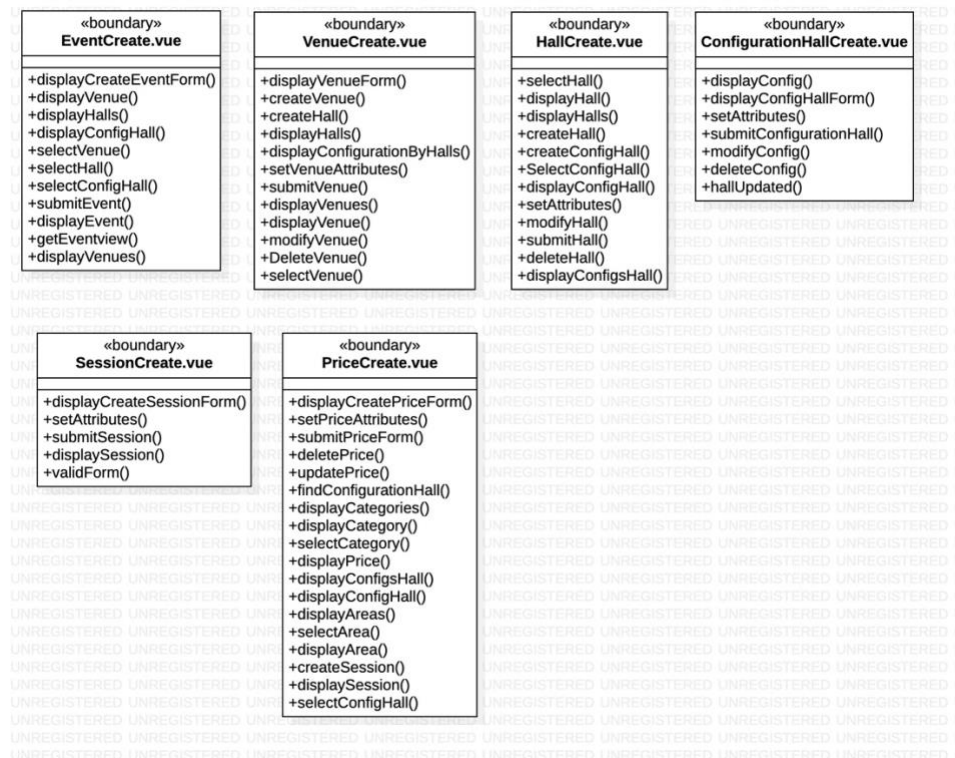 «boundary»
EventCreate.vue
+displayCreateEventForm()
+displayVenue()
+displayHalls()
+displayConfigHall()
+selectVenue()
+selectHall()
+selectConfigHall()
+submitEvent()
+displayEvent()
+getEventview()
+displayVenues()
«boundary»
VenueCreate.vue
+displayVenueForm()
+createVenue()
+createHall()
+displayHalls()
+displayConfigurationByHalls()
+setVenueAttributes()
+submitVenue()
+displayVenues()
+displayVenue()
+modifyVenue()
+DeleteVenue()
+selectVenue()
«boundary»
HallCreate.vue
+selectHall()
+displayHall()
+displayHalls()
+createHall()
+createConfigHall()
+SelectConfigHall()
+displayConfigHall()
+setAttributes()
+modifyHall()
+submitHall()
+deleteHall()
+displayConfigsHall()
«boundary»
ConfigurationHallCreate.vue
+displayConfig()
+displayConfigHallForm()
+setAttributes()
+submitConfigurationHall()
+modifyConfig()
+deleteConfig()
+hallUpdated()
«boundary»
SessionCreate.vue
+displayCreateSessionForm()
+setAttributes()
+submitSession()
+displaySession()
+validForm()
«boundary»
PriceCreate.vue
+displayCreatePriceForm()
+setPriceAttributes()
+submitPriceForm()
+deletePrice()
+updatePrice()
+findConfigurationHall()
+displayCategories()
+displayCategory()
+selectCategory()
+displayPrice()
+displayConfigsHall()
+displayConfigHall()
+displayAreas()
+selectArea()
+displayArea()
+createSession()
+displaySession()
+selectConfigHall()